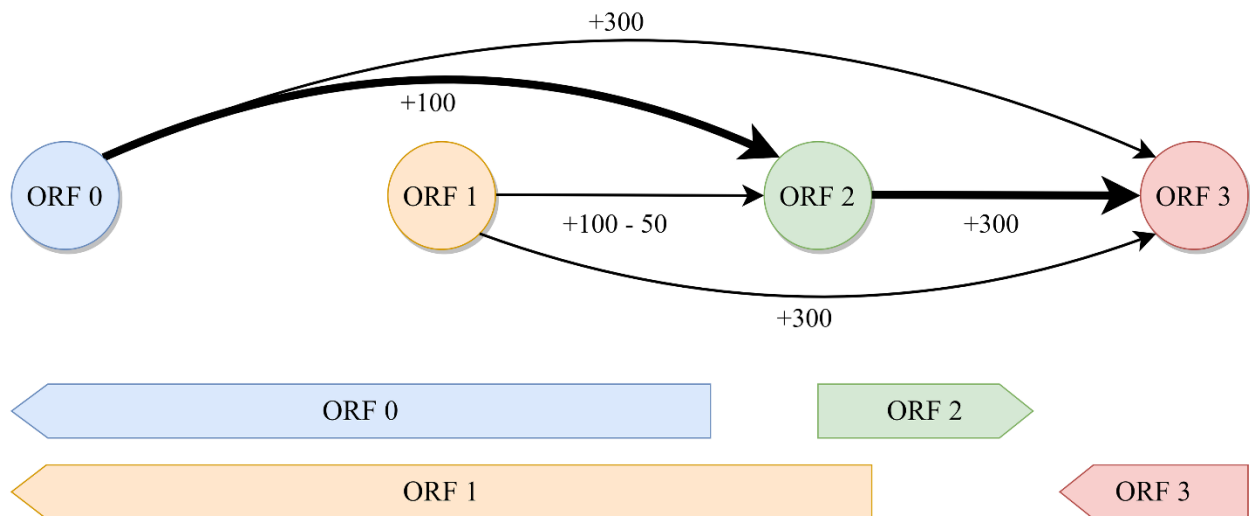 +300
+100
ORF 0
ORF 1
ORF 2
ORF 3
+100 - 50
+300
+300
ORF 0
ORF 2
ORF 1
ORF 3